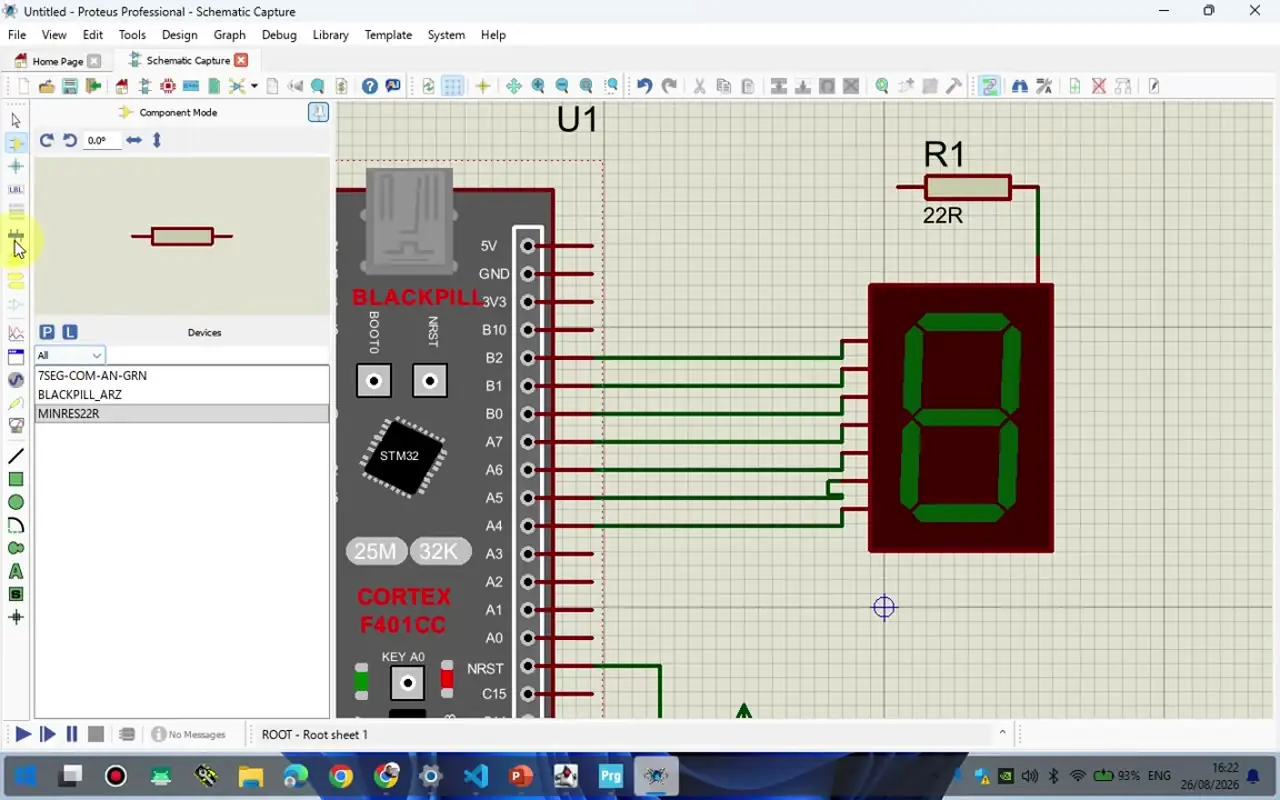 Untitled - Proteus Professional - Schematic Capture
File View Edit Tools Design Graph Debug Library Template System Help
Home Page Schematic Capture
Component Mode
0.0°
LBL
P L Devices
All
7SEG-COM-AN-GRN
BLACKPILL_ARZ
MINRES22R
A
S
U1
R1
22R
5V
GND
BLACKPILL
3V3
BOOT0
NRST
B10
B2
B1
B0
A7
STM32
A6
A5
A4
25M 32K
A3
A2
CORTEX
A1
F401CC
A0
KEY A0
NRST
C15
No Messages
ROOT - Root sheet 1
Prg
93% ENG
16:22
26/08/2026